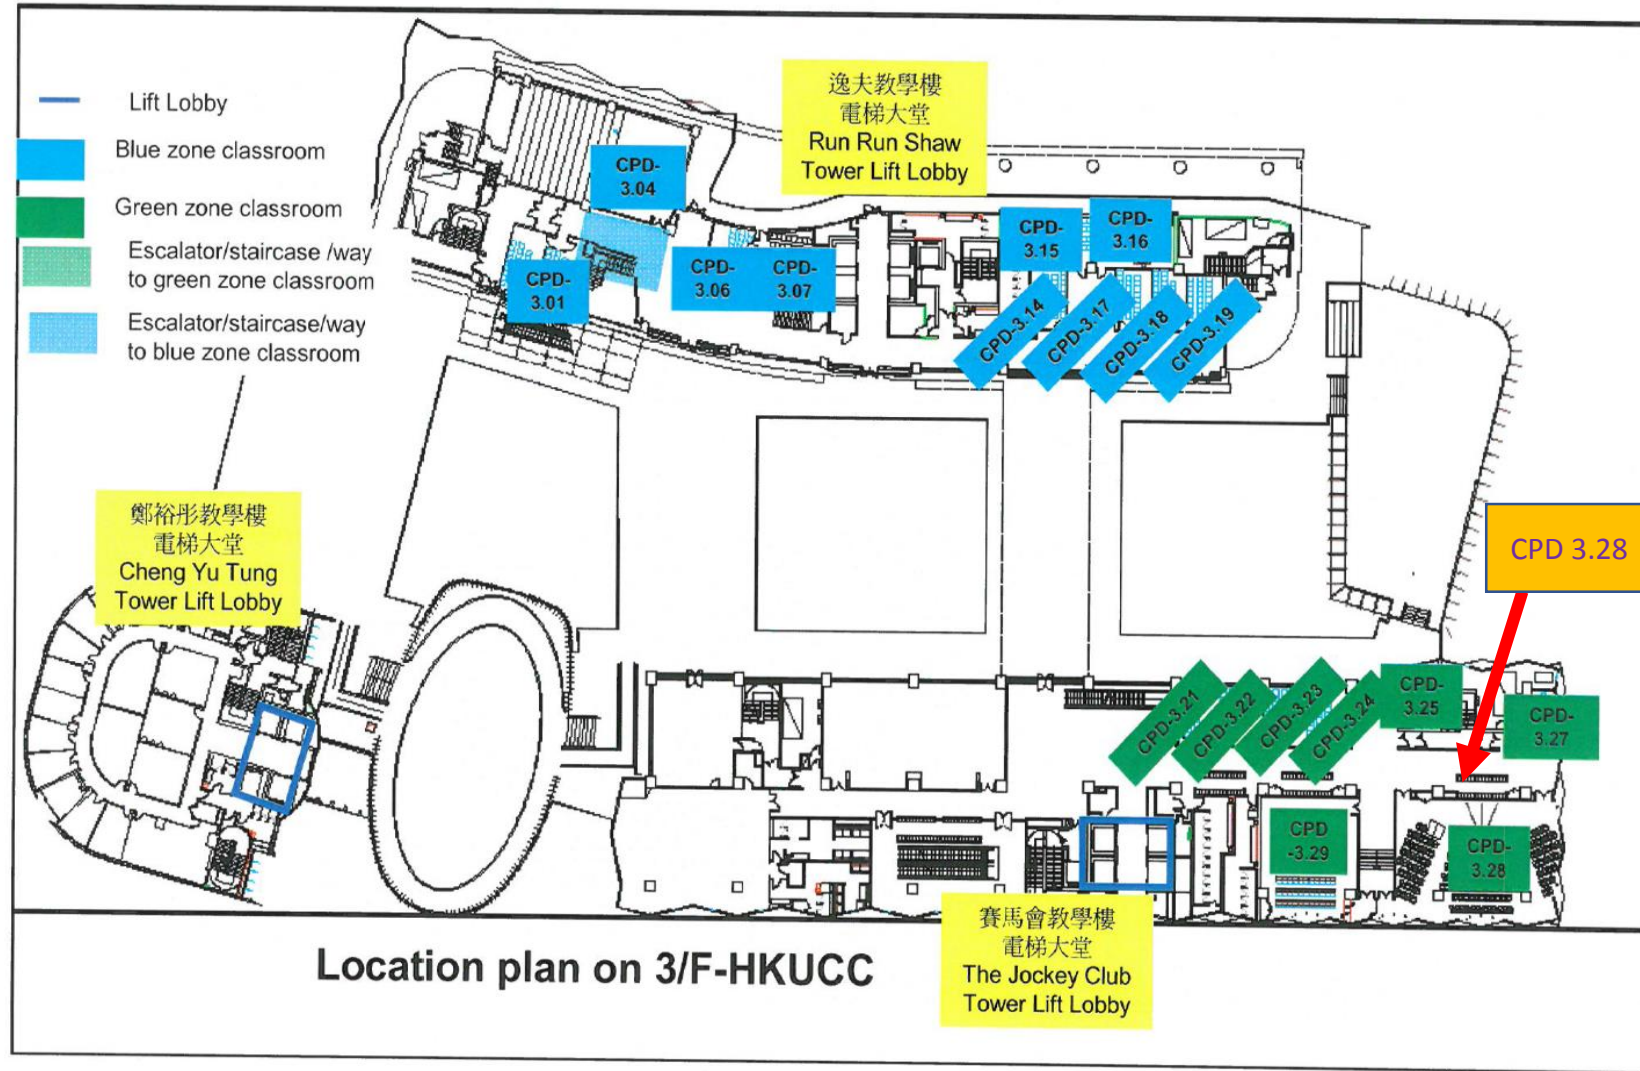 Lift Lobby
Blue zone classroom
Green zone classroom
Escalator/staircase /way
to green zone classroom
Escalator/staircase/way
to blue zone classroom
逸夫教學樓
電梯大堂
Run Run Shaw
Tower Lift Lobby
CPD-
3.04
CPD-
3.01
CPD-
3.06
CPD-
3.07
CPD-
3.15
CPD-
3.16
CPD-3.14
CPD-3.17
CPD-3.18
CPD-3.19
鄭裕彤教學樓
電梯大堂
Cheng Yu Tung
Tower Lift Lobby
CPD 3.28
CPD-3.21
CPD-3.22
CPD-3.23
CPD-3.24
CPD-
3.25
CPD-
3.27
CPD
-3.29
CPD-
3.28
賽馬會教學樓
電梯大堂
The Jockey Club
Tower Lift Lobby
Location plan on 3/F-HKUCC